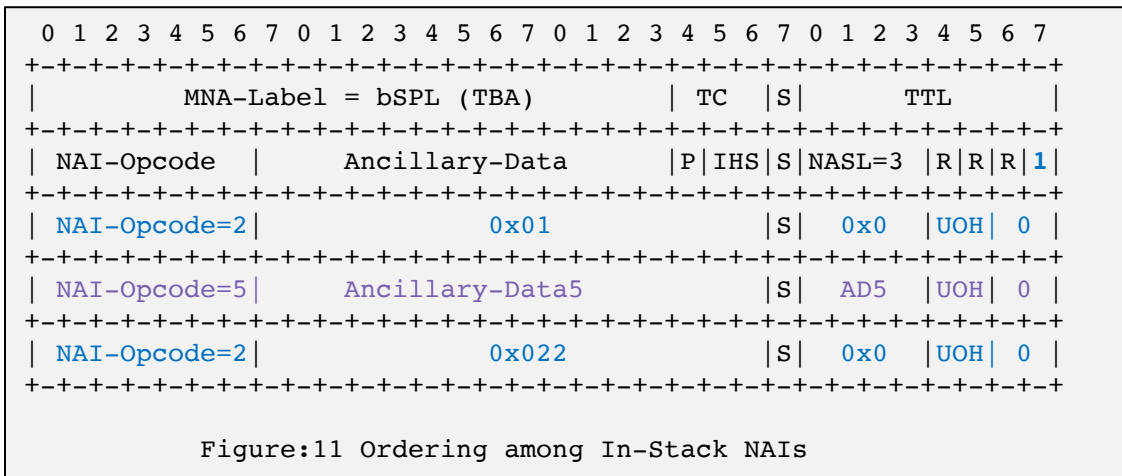 0 1 2 3 4 5 6 7 0 1 2 3 4 5 6 7 0 1 2 3 4 5 6 7 0 1 2 3 4 5 6 7
+-+-+-+-+-+-+-+-+-+-+-+-+-+-+-+-+-+-+-+-+-+-+-+-+-+-+-+-+-+-+-+-+
|         MNA-Label = bSPL (TBA)        | TC  |S|      TTL      |
+-+-+-+-+-+-+-+-+-+-+-+-+-+-+-+-+-+-+-+-+-+-+-+-+-+-+-+-+-+-+-+-+
| NAI-Opcode  |     Ancillary-Data      |P|IHS|S|NASL=3 |R|R|R|1|
+-+-+-+-+-+-+-+-+-+-+-+-+-+-+-+-+-+-+-+-+-+-+-+-+-+-+-+-+-+-+-+-+
| NAI-Opcode=2|              0x01             |S|  0x0  |UOH| 0 |
+-+-+-+-+-+-+-+-+-+-+-+-+-+-+-+-+-+-+-+-+-+-+-+-+-+-+-+-+-+-+-+-+
| NAI-Opcode=5|     Ancillary-Data5           |S|  AD5  |UOH| 0 |
+-+-+-+-+-+-+-+-+-+-+-+-+-+-+-+-+-+-+-+-+-+-+-+-+-+-+-+-+-+-+-+-+
| NAI-Opcode=2|              0x022            |S|  0x0  |UOH| 0 |
+-+-+-+-+-+-+-+-+-+-+-+-+-+-+-+-+-+-+-+-+-+-+-+-+-+-+-+-+-+-+-+-+
Figure:11 Ordering among In-Stack NAIs